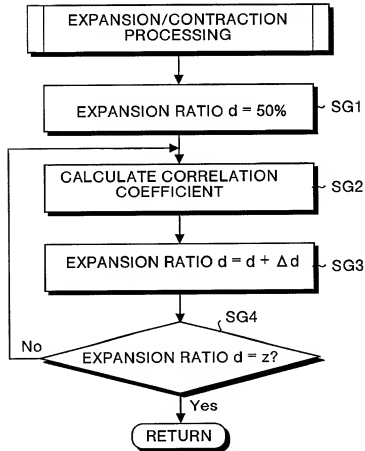 EXPANSION/CONTRACTION
PROCESSING
EXPANSION RATIO d = 50%
SG1
CALCULATE CORRELATION
COEFFICIENT
SG2
EXPANSION RATIO d = d + Δd
SG3
SG4
EXPANSION RATIO d = z?
No
Yes
RETURN